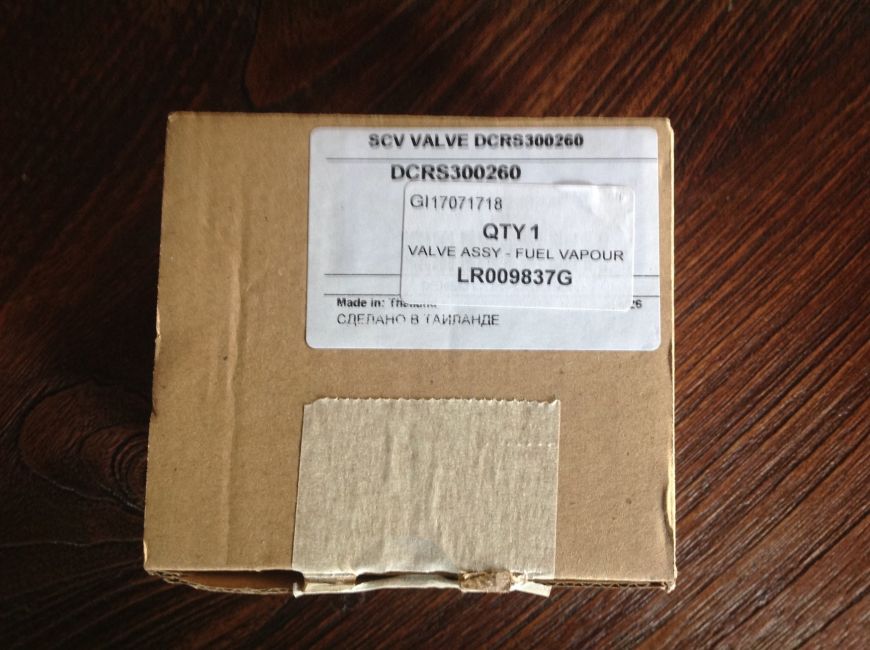 SCV VALVE DCRS300260
DCRS300260
GI17071718
QTY 1
VALVE ASSY - FUEL VAPOUR
LR009837G
Made in:
26
СДЕЛАНО В ТАИЛАНДЕ